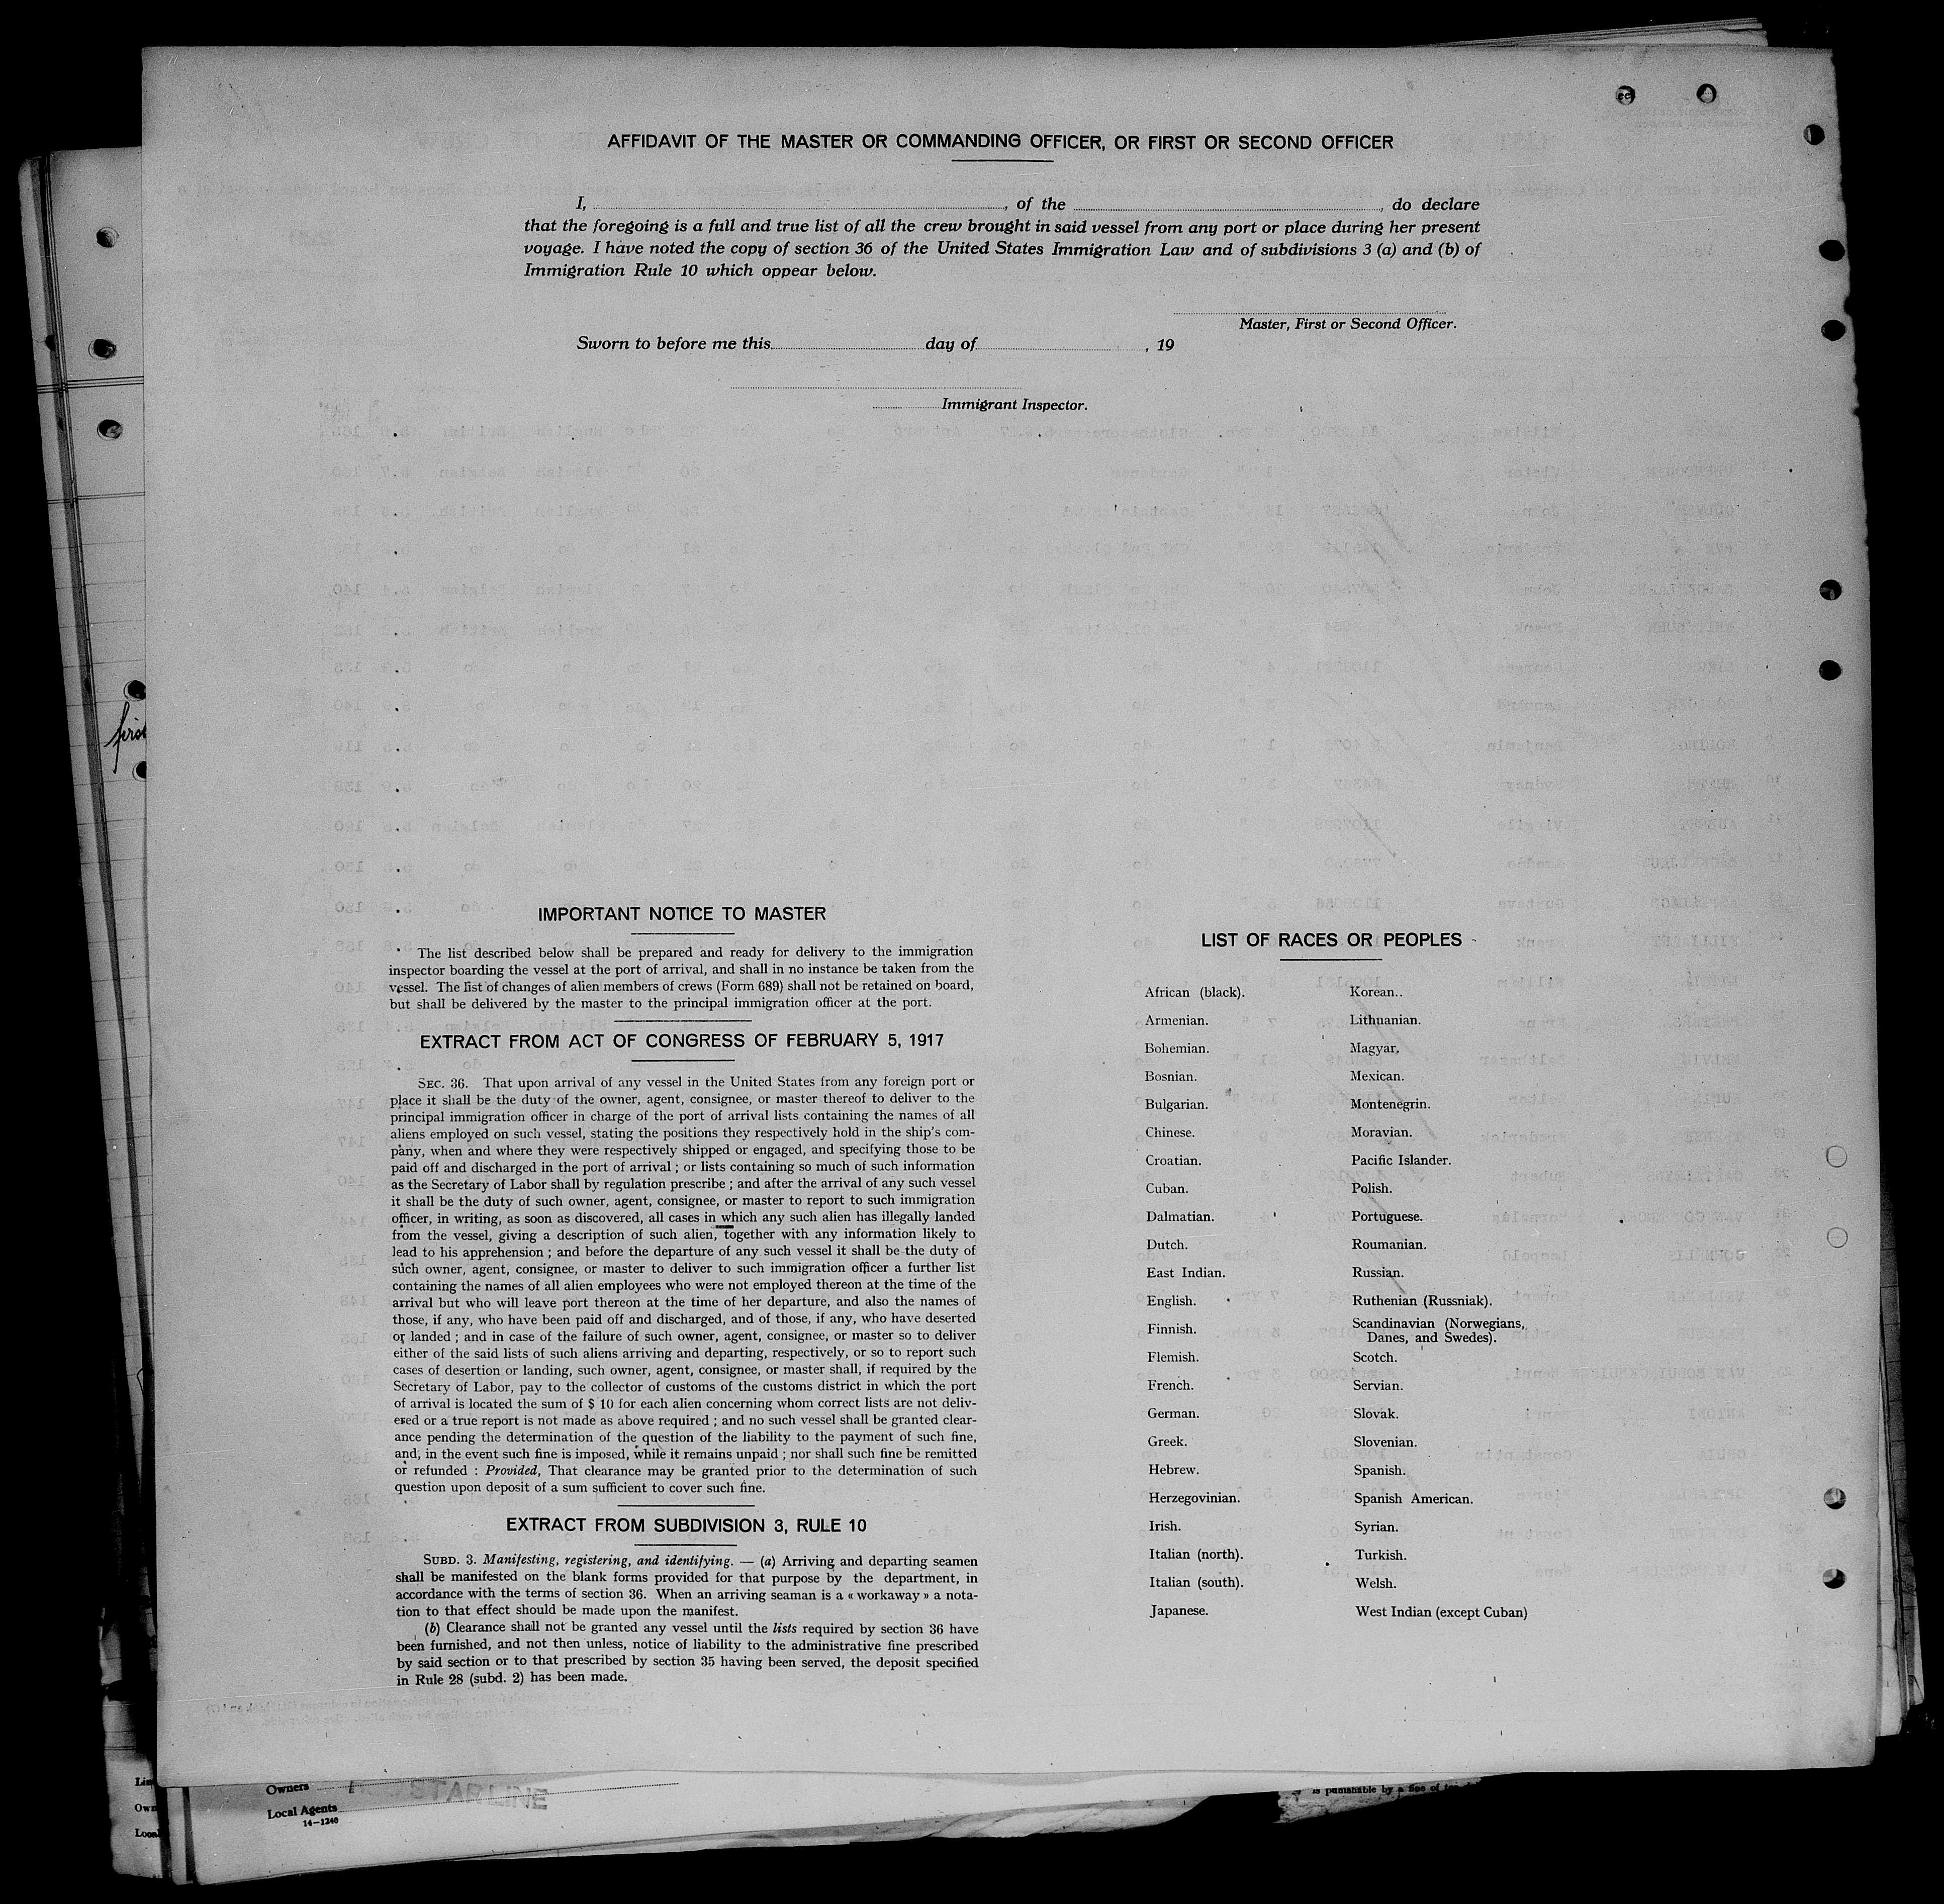 AFFIDAVIT OF THE MASTER OR COMMANDING OFFICER, OR FIRST OR SECOND OFFICER
I, , of the , do declare
that the foregoing is a full and true list of all the crew brought in said vessel from any port or place during her present
voyage. I have noted the copy of section 36 of the United States Immigration Law and of subdivisions 3 (a) and (b) of
Immigration Rule 10 which oppear below.
Master, First or Second Officer.
Sworn to before me this day of , 19
Immigrant Inspector.
first
IMPORTANT NOTICE TO MASTER
The list described below shall be prepared and ready for delivery to the immigration
inspector boarding the vessel at the port of arrival, and shall in no instance be taken from the
vessel. The list of changes of alien members of crews (Form 689) shall not be retained on board,
but shall be delivered by the master to the principal immigration officer at the port.
EXTRACT FROM ACT OF CONGRESS OF FEBRUARY 5, 1917
SEC. 36. That upon arrival of any vessel in the United States from any foreign port or
place it shall be the duty of the owner, agent, consignee, or master thereof to deliver to the
principal immigration officer in charge of the port of arrival lists containing the names of all
aliens employed on such vessel, stating the positions they respectively hold in the ship's com-
pany, when and where they were respectively shipped or engaged, and specifying those to be
paid off and discharged in the port of arrival ; or lists containing so much of such information
as the Secretary of Labor shall by regulation prescribe ; and after the arrival of any such vessel
it shall be the duty of such owner, agent, consignee, or master to report to such immigration
officer, in writing, as soon as discovered, all cases in which any such alien has illegally landed
from the vessel, giving a description of such alien, together with any information likely to
lead to his apprehension ; and before the departure of any such vessel it shall be the duty of
such owner, agent, consignee, or master to deliver to such immigration officer a further list
containing the names of all alien employees who were not employed thereon at the time of the
arrival but who will leave port thereon at the time of her departure, and also the names of
those, if any, who have been paid off and discharged, and of those, if any, who have deserted
or landed ; and in case of the failure of such owner, agent, consignee, or master so to deliver
either of the said lists of such aliens arriving and departing, respectively, or so to report such
cases of desertion or landing, such owner, agent, consignee, or master shall, if required by the
Secretary of Labor, pay to the collector of customs of the customs district in which the port
of arrival is located the sum of $ 10 for each alien concerning whom correct lists are not deliv-
ered or a true report is not made as above required ; and no such vessel shall be granted clear-
ance pending the determination of the question of the liability to the payment of such fine,
and, in the event such fine is imposed, while it remains unpaid ; nor shall such fine be remitted
or refunded : Provided, That clearance may be granted prior to the determination of such
question upon deposit of a sum sufficient to cover such fine.
EXTRACT FROM SUBDIVISION 3, RULE 10
SUBD. 3. Manifesting, registering, and identifying. — (a) Arriving and departing seamen
shall be manifested on the blank forms provided for that purpose by the department, in
accordance with the terms of section 36. When an arriving seaman is a « workaway » a nota-
tion to that effect should be made upon the manifest.
(b) Clearance shall not be granted any vessel until the lists required by section 36 have
been furnished, and not then unless, notice of liability to the administrative fine prescribed
by said section or to that prescribed by section 35 having been served, the deposit specified
in Rule 28 (subd. 2) has been made.
LIST OF RACES OR PEOPLES
African (black).
Armenian.
Bohemian.
Bosnian.
Bulgarian.
Chinese.
Croatian.
Cuban.
Dalmatian.
Dutch.
East Indian.
English.
Finnish.
Flemish.
French.
German.
Greek.
Hebrew.
Herzegovinian.
Irish.
Italian (north).
Italian (south).
Japanese.
Korean..
Lithuanian.
Magyar.
Mexican.
Montenegrin.
Moravian.
Pacific Islander.
Polish.
Portuguese.
Roumanian.
Russian.
Ruthenian (Russniak).
Scandinavian (Norwegians,
Danes, and Swedes).
Scotch.
Servian.
Slovak.
Slovenian.
Spanish.
Spanish American.
Syrian.
Turkish.
Welsh.
West Indian (except Cuban)
Owners STAR LINE
Local Agents
14—1240
is punishable by a fine of